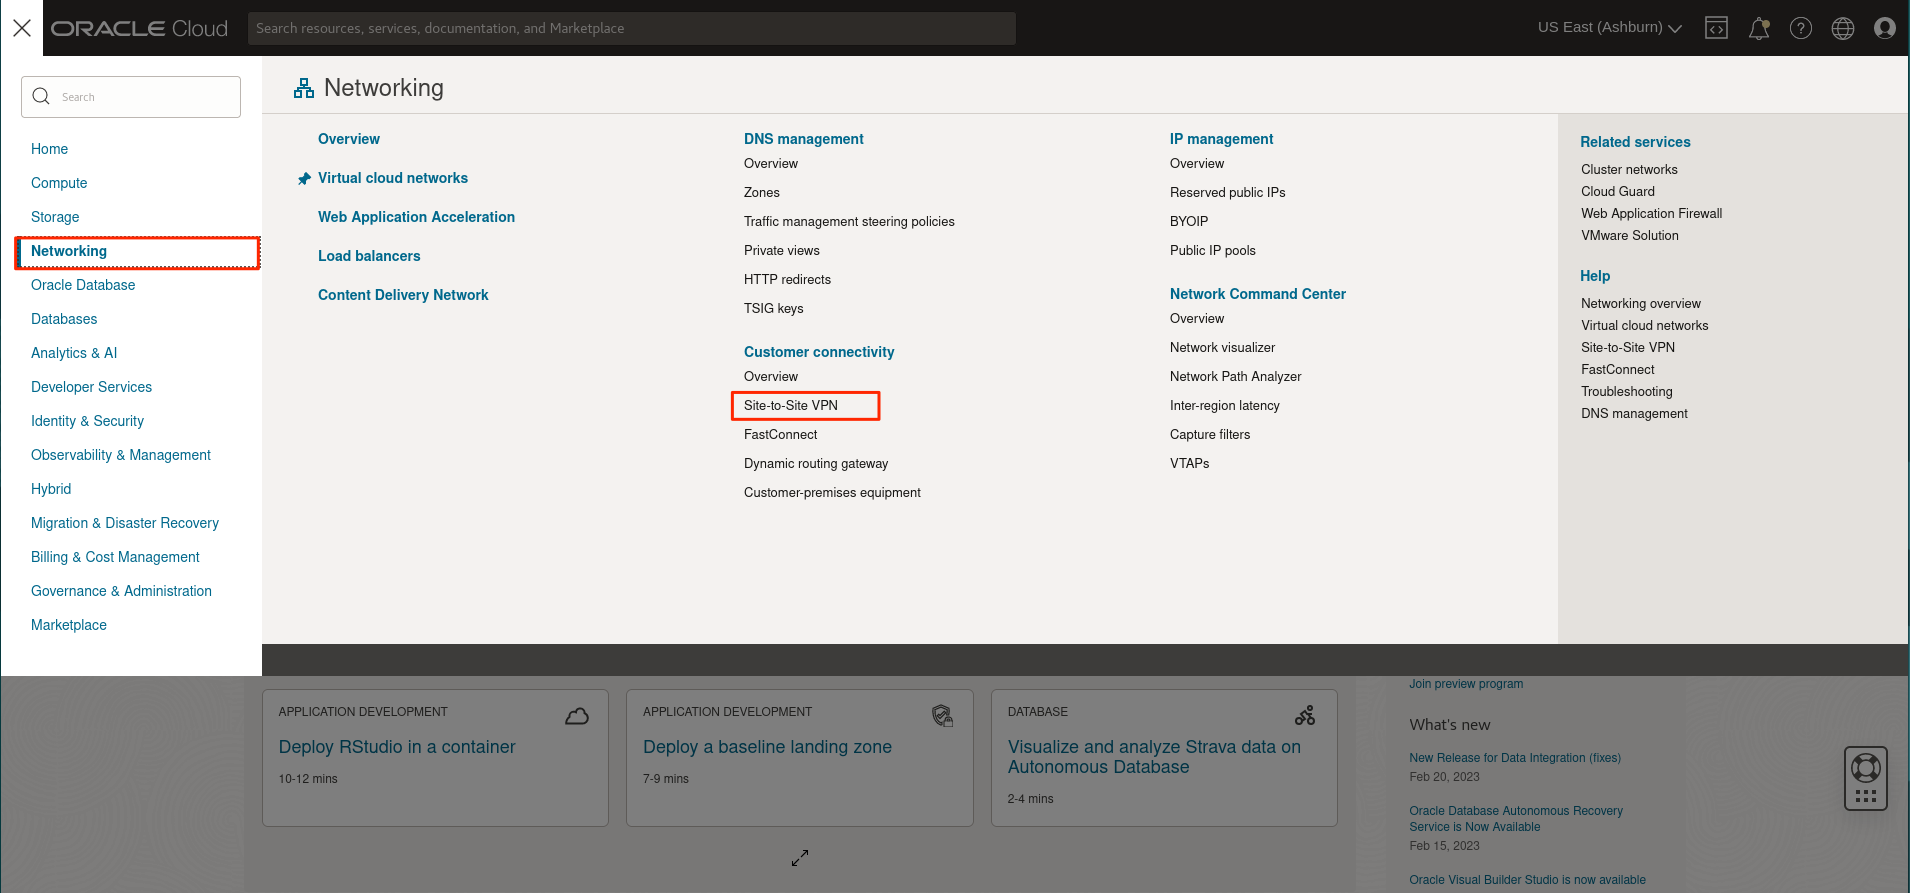 ORACLE Cloud
Search resources, services, documentation, and Marketplace
US East (Ashburn)
Search
Home
Compute
Storage
Networking
Oracle Database
Databases
Analytics & AI
Developer Services
Identity & Security
Observability & Management
Hybrid
Migration & Disaster Recovery
Billing & Cost Management
Governance & Administration
Marketplace
Networking
Overview
Virtual cloud networks
Web Application Acceleration
Load balancers
Content Delivery Network
DNS management
Overview
Zones
Traffic management steering policies
Private views
HTTP redirects
TSIG keys
Customer connectivity
Overview
Site-to-Site VPN
FastConnect
Dynamic routing gateway
Customer-premises equipment
IP management
Overview
Reserved public IPs
BYOIP
Public IP pools
Network Command Center
Overview
Network visualizer
Network Path Analyzer
Inter-region latency
Capture filters
VTAPs
Related services
Cluster networks
Cloud Guard
Web Application Firewall
VMware Solution
Help
Networking overview
Virtual cloud networks
Site-to-Site VPN
FastConnect
Troubleshooting
DNS management
APPLICATION DEVELOPMENT
Deploy RStudio in a container
10-12 mins
APPLICATION DEVELOPMENT
Deploy a baseline landing zone
7-9 mins
DATABASE
Visualize and analyze Strava data on
Autonomous Database
2-4 mins
Join preview program
What's new
New Release for Data Integration (fixes)
Feb 20, 2023
Oracle Database Autonomous Recovery
Service is Now Available
Feb 15, 2023
Oracle Visual Builder Studio is now available